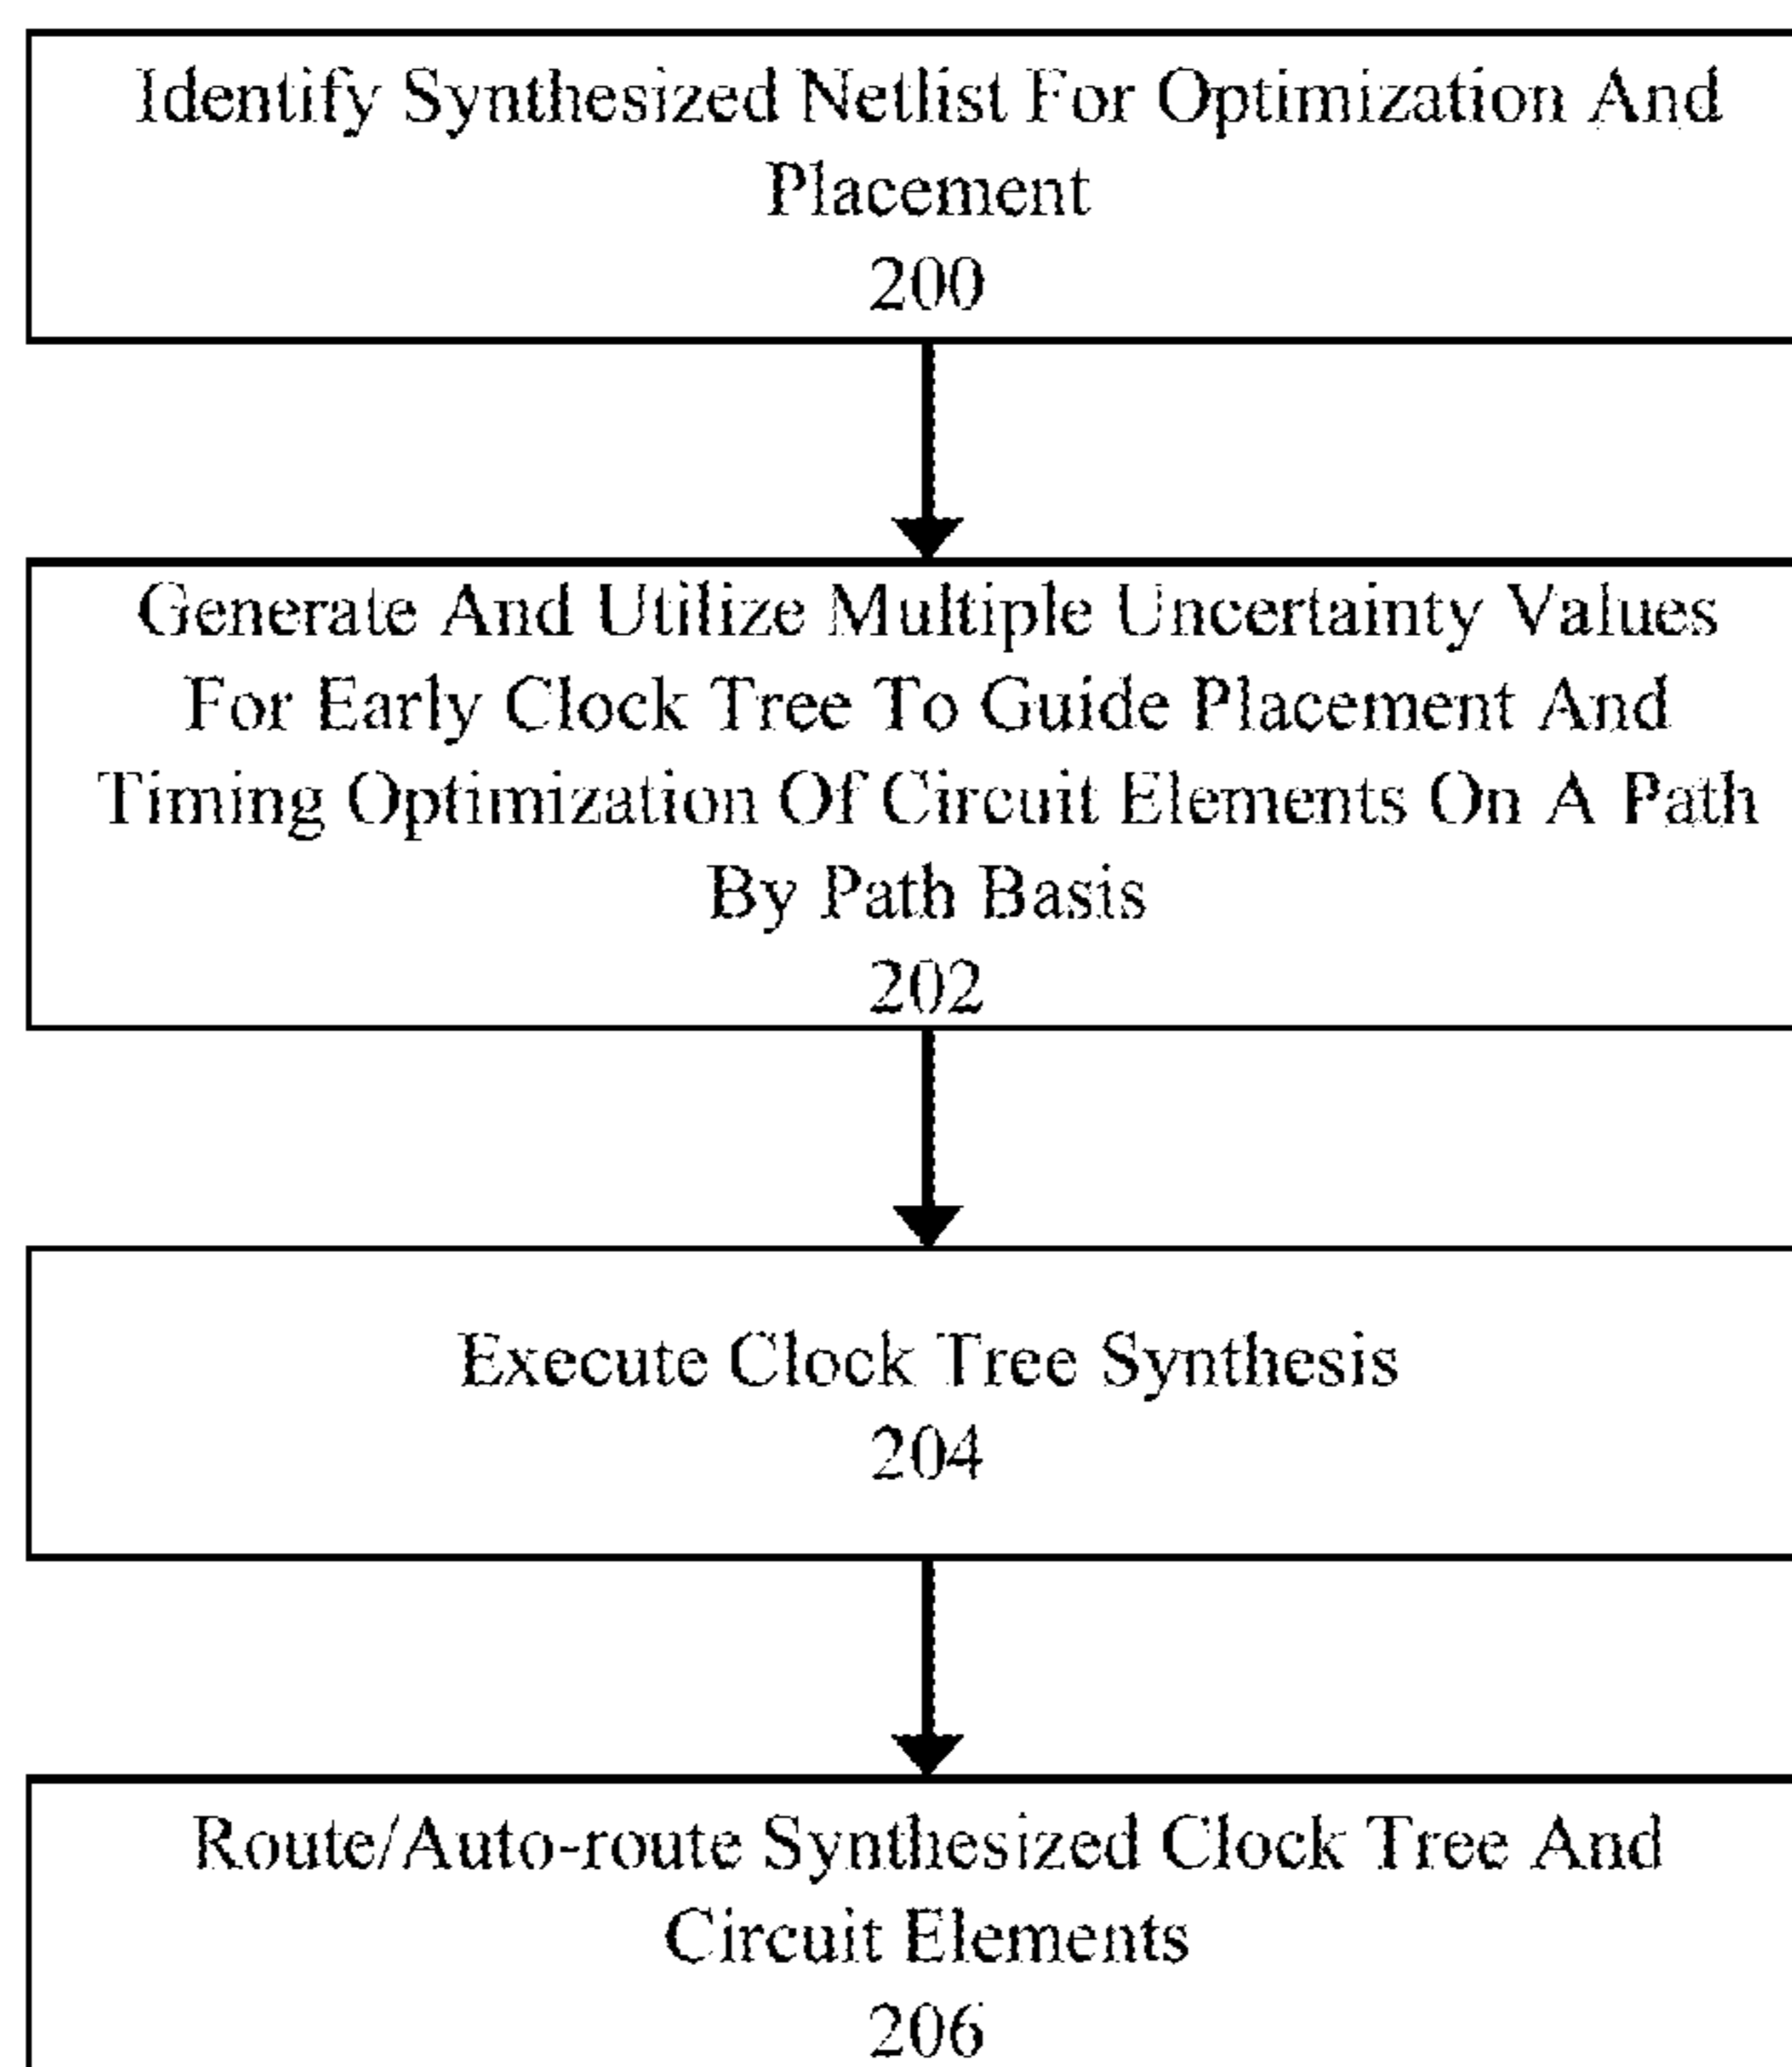 Identify Synthesized Netlist For Optimization And
Placement
200
Generate And Utilize Multiple Uncertainty Values
For Early Clock Tree To Guide Placement And
Timing Optimization Of Circuit Elements On A Path
By Path Basis
202
Execute Clock Tree Synthesis
204
Route/Auto-route Synthesized Clock Tree And
Circuit Elements
206